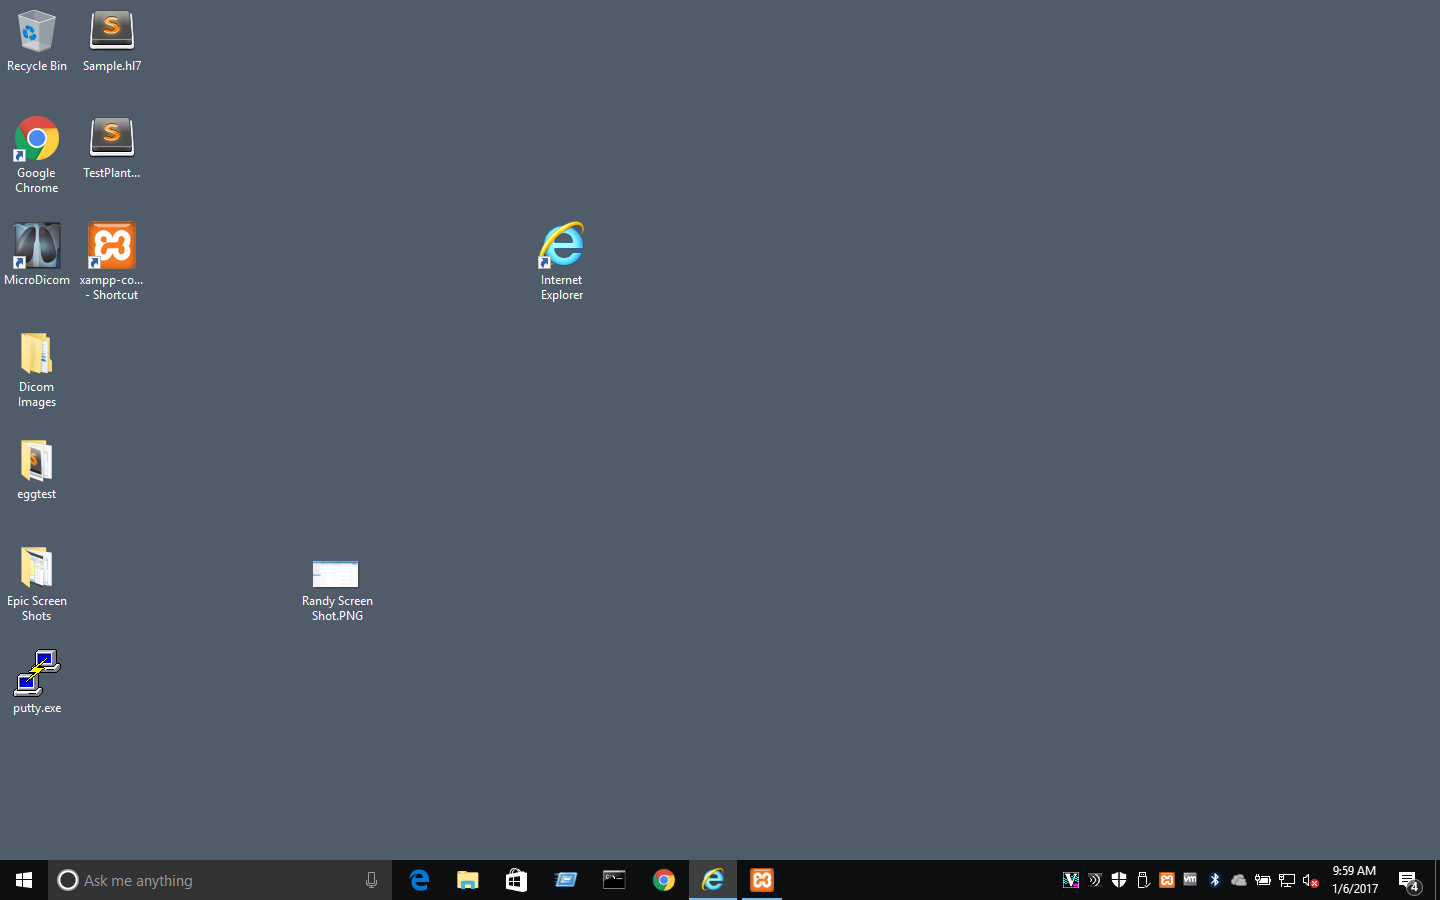 Recycle Bin
Sample.hl7
Google
Chrome
TestPlant...
MicroDicom
xampp-co...
- Shortcut
Internet
Explorer
Dicom
Images
eggtest
Epic Screen
Shots
Randy Screen
Shot.PNG
putty.exe
Ask me anything
9:59 AM
1/6/2017
4